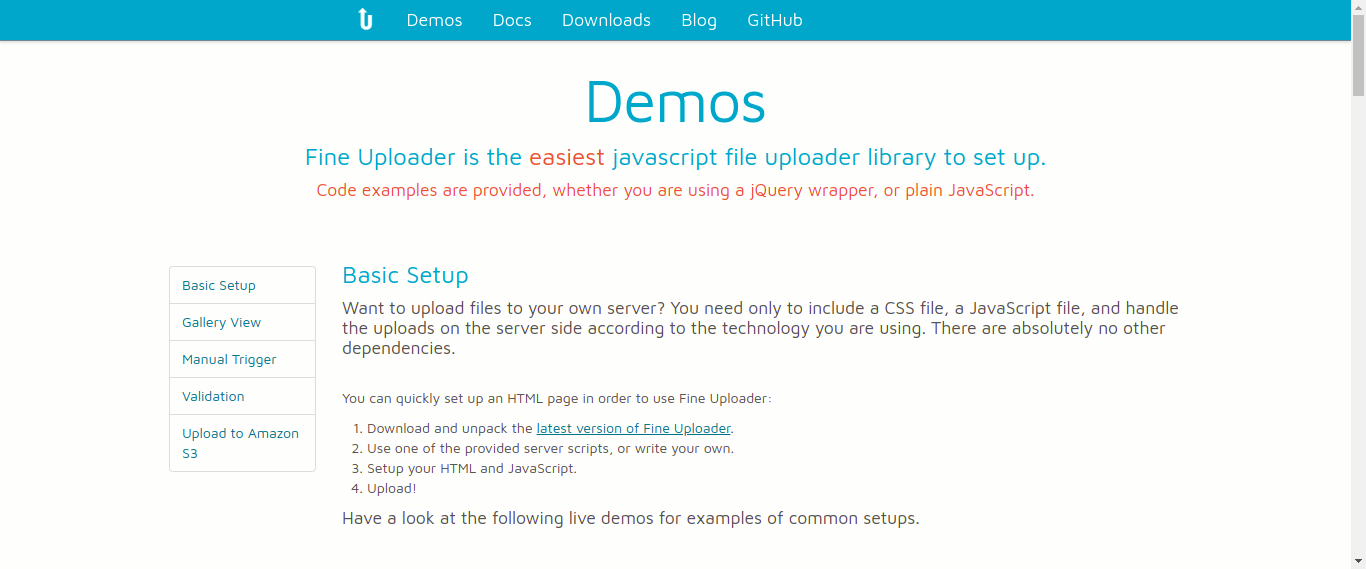 Demos Docs Downloads Blog GitHub
Demos
Fine Uploader is the easiest javascript file uploader library to set up.
Code examples are provided, whether you are using a jQuery wrapper, or plain JavaScript.
Basic Setup
Gallery View
Manual Trigger
Validation
Upload to Amazon
S3
Basic Setup
Want to upload files to your own server? You need only to include a CSS file, a JavaScript file, and handle
the uploads on the server side according to the technology you are using. There are absolutely no other
dependencies.
You can quickly set up an HTML page in order to use Fine Uploader:
1. Download and unpack the latest version of Fine Uploader.
2. Use one of the provided server scripts, or write your own.
3. Setup your HTML and JavaScript.
4. Upload!
Have a look at the following live demos for examples of common setups.